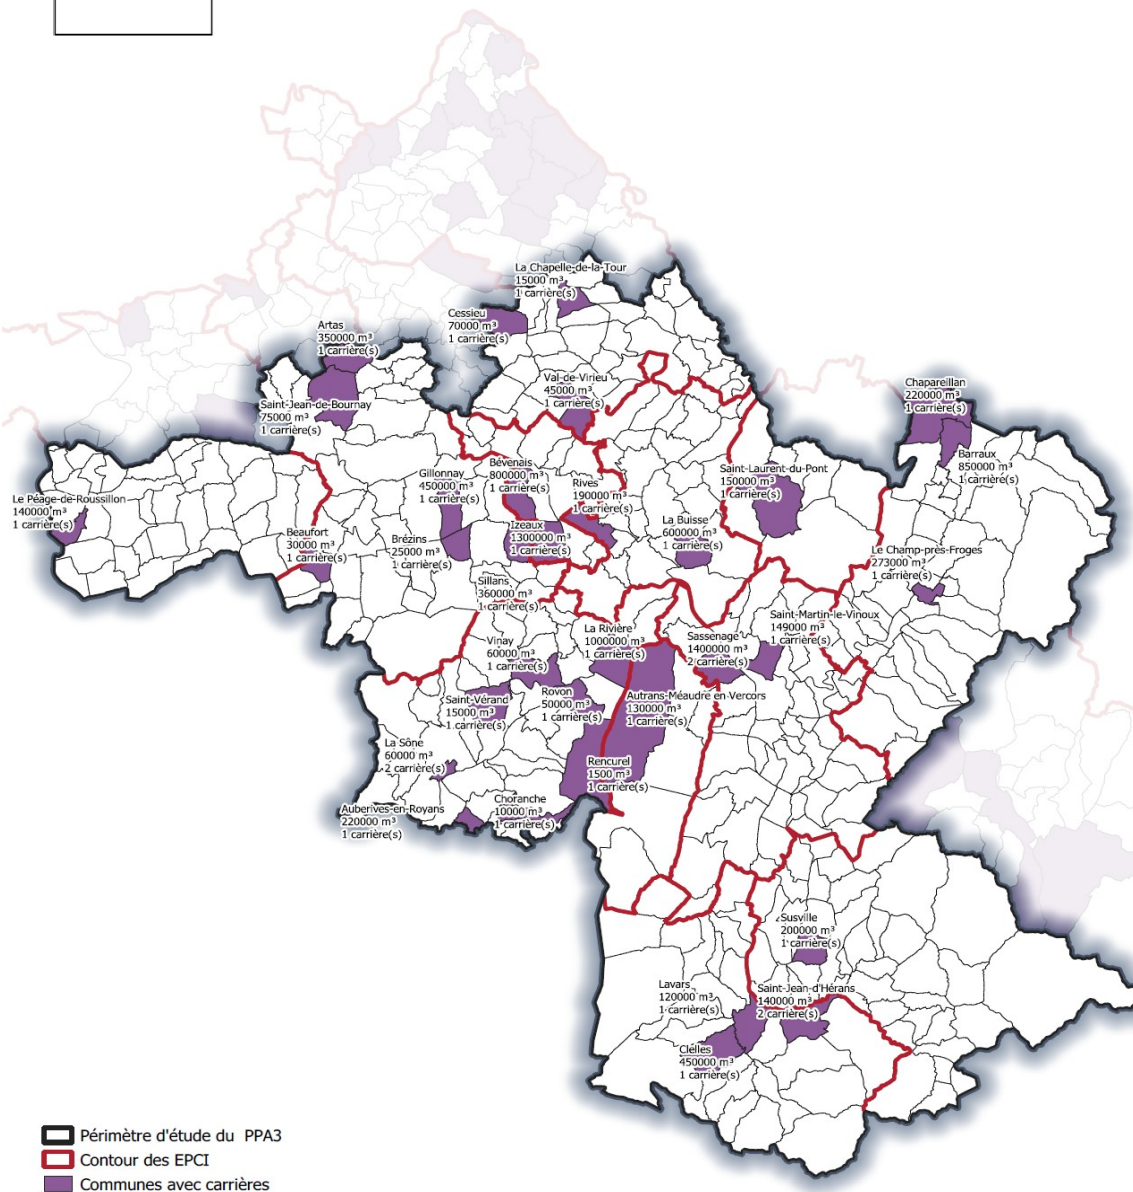 La Chapelle-de-la-Tour
15000 m³
1 carrière(s)
Cessieu
70000 m³
1 carrière(s)
Artas
350000 m³
1 carrière(s)
Val-de-Virieu
45000 m³
1 carrière(s)
Chapareillan
220000 m³
1 carrière(s)
Saint-Jean-de-Bournay
75000 m³
1 carrière(s)
Barraux
850000 m³
1 carrière(s)
Bévenais
800000 m³
1 carrière(s)
Gillonnay
450000 m³
1 carrière(s)
Rives
190000 m³
1 carrière(s)
Saint-Laurent-du-Pont
150000 m³
1 carrière(s)
Le Péage-de-Roussillon
140000 m³
1 carrière(s)
La Buisse
600000 m³
1 carrière(s)
Izeaux
1300000 m³
1 carrière(s)
Beaufort
30000 m³
1 carrière(s)
Brézins
25000 m³
1 carrière(s)
Le Champ-près-Froges
273000 m³
1 carrière(s)
Sillans
360000 m³
1 carrière(s)
Saint-Martin-le-Vinoux
149000 m³
1 carrière(s)
La Rivière
1000000 m³
1 carrière(s)
Sassenage
1400000 m³
2 carrière(s)
Vinay
60000 m³
1 carrière(s)
Saint-Vérand
15000 m³
1 carrière(s)
Rovon
50000 m³
1 carrière(s)
Autrans-Méaudre en Vercors
130000 m³
1 carrière(s)
La Sône
60000 m³
2 carrière(s)
Rencurel
1500 m³
1 carrière(s)
Auberives-en-Royans
220000 m³
1 carrière(s)
Choranche
10000 m³
1 carrière(s)
Susville
200000 m³
1 carrière(s)
Lavars
120000 m³
1 carrière(s)
Saint-Jean-d'Hérans
140000 m³
2 carrière(s)
Clelles
450000 m³
1 carrière(s)
Périmètre d'étude du PPA3
Contour des EPCI
Communes avec carrières